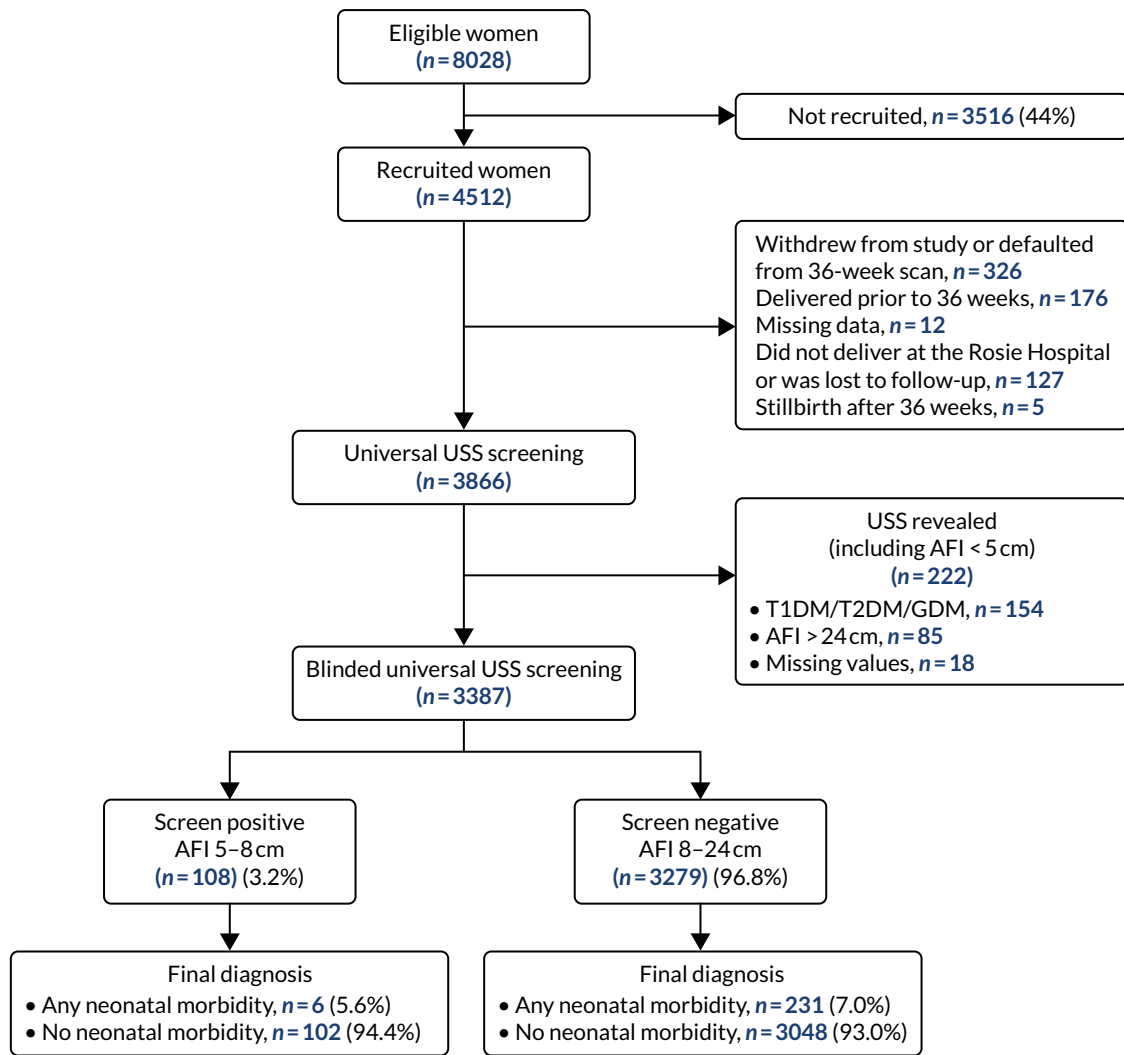 Eligible women
(n = 8028)
Not recruited, n = 3516 (44%)
Recruited women
(n = 4512)
Withdrew from study or defaulted
from 36-week scan, n = 326
Delivered prior to 36 weeks, n = 176
Missing data, n = 12
Did not deliver at the Rosie Hospital
or was lost to follow-up, n = 127
Stillbirth after 36 weeks, n = 5
Universal USS screening
(n = 3866)
USS revealed
(including AFI < 5 cm)
(n = 222)
• T1DM/T2DM/GDM, n = 154
• AFI > 24 cm, n = 85
• Missing values, n = 18
Blinded universal USS screening
(n = 3387)
Screen positive
AFI 5–8 cm
(n = 108) (3.2%)
Screen negative
AFI 8–24 cm
(n = 3279) (96.8%)
Final diagnosis
• Any neonatal morbidity, n = 6 (5.6%)
• No neonatal morbidity, n = 102 (94.4%)
Final diagnosis
• Any neonatal morbidity, n = 231 (7.0%)
• No neonatal morbidity, n = 3048 (93.0%)